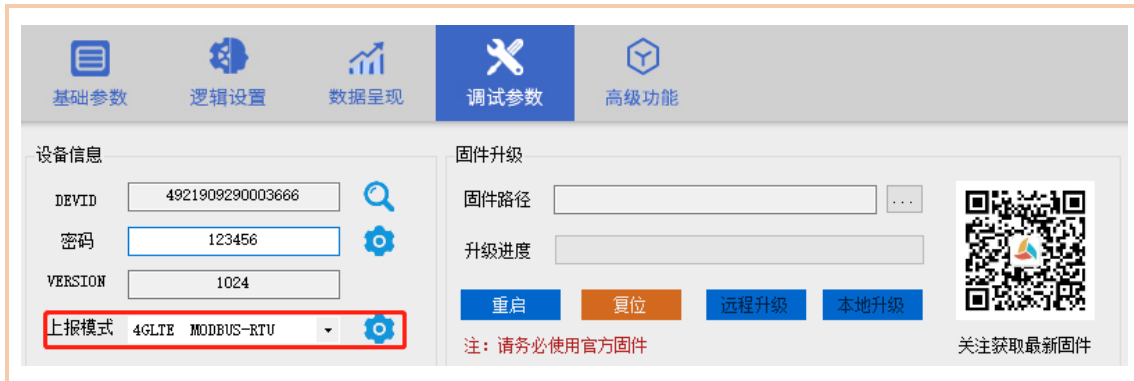 基础参数 逻辑设置 数据呈现 调试参数 高级功能
设备信息
DEVID 4921909290003666
密码 123456
VERSION 1024
上报模式 4GLTE MODBUS-RTU
固件升级
固件路径 ...
升级进度
重启 复位 远程升级 本地升级
注：请务必使用官方固件
关注获取最新固件